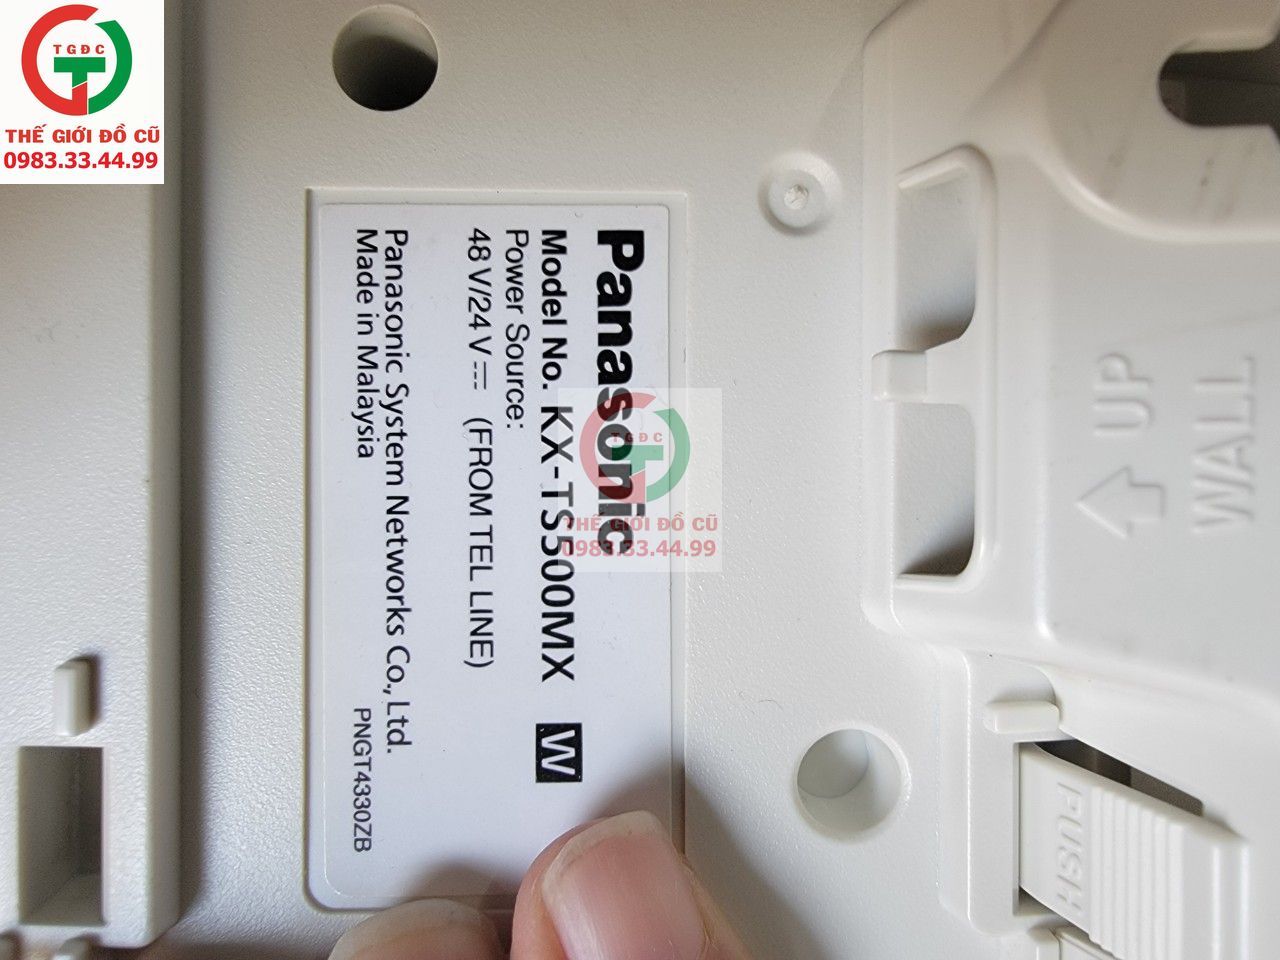 TGĐC
THẾ GIỚI ĐỒ CŨ
0983.33.44.99
Panasonic
Model No. KX-TS500MX W
Power Source:
48 V/24 V ⎓ (FROM TEL LINE)
Panasonic System Networks Co., Ltd.
Made in Malaysia
PNGT4330ZB
TGĐC
THẾ GIỚI ĐỒ CŨ
0983.33.44.99
UP
WALL
PUSH